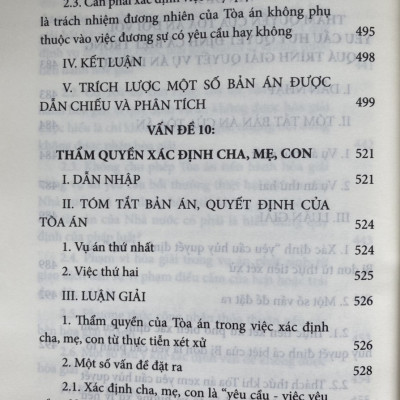 2.3. Cần phải xác định vợ
là trách nhiệm đương nhiên của Tòa án không phụ
thuộc vào việc đương sự có yêu cầu hay không 495
IV. KẾT LUẬN 498
V. TRÍCH LƯỢC MỘT SỐ BẢN ÁN ĐƯỢC
DẪN CHIẾU VÀ PHÂN TÍCH 499
VẤN ĐỀ 10:
THẨM QUYỀN XÁC ĐỊNH CHA, MẸ, CON 521
I. DẪN NHẬP 521
II. TÓM TẮT BẢN ÁN, QUYẾT ĐỊNH CỦA
TÒA ÁN 524
1. Vụ án thứ nhất 524
2. Việc thứ hai 525
III. LUẬN GIẢI 526
1. Thẩm quyền của Tòa án trong việc xác định
cha, mẹ, con từ thực tiễn xét xử 526
2. Một số vấn đề đặt ra 528
2.1. Xác định cha, mẹ, con là "yêu cầu - việc yêu